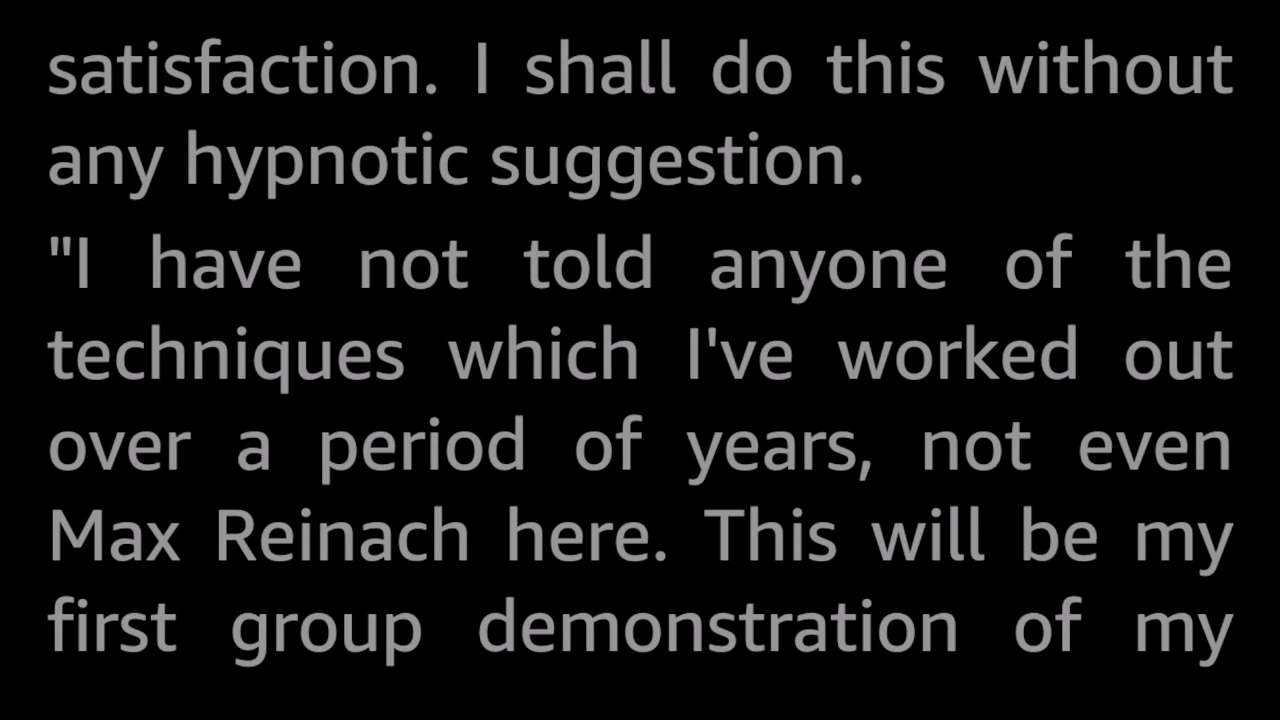 satisfaction. I shall do this without
any hypnotic suggestion.
"I have not told anyone of the
techniques which I've worked out
over a period of years, not even
Max Reinach here. This will be my
first group demonstration of my